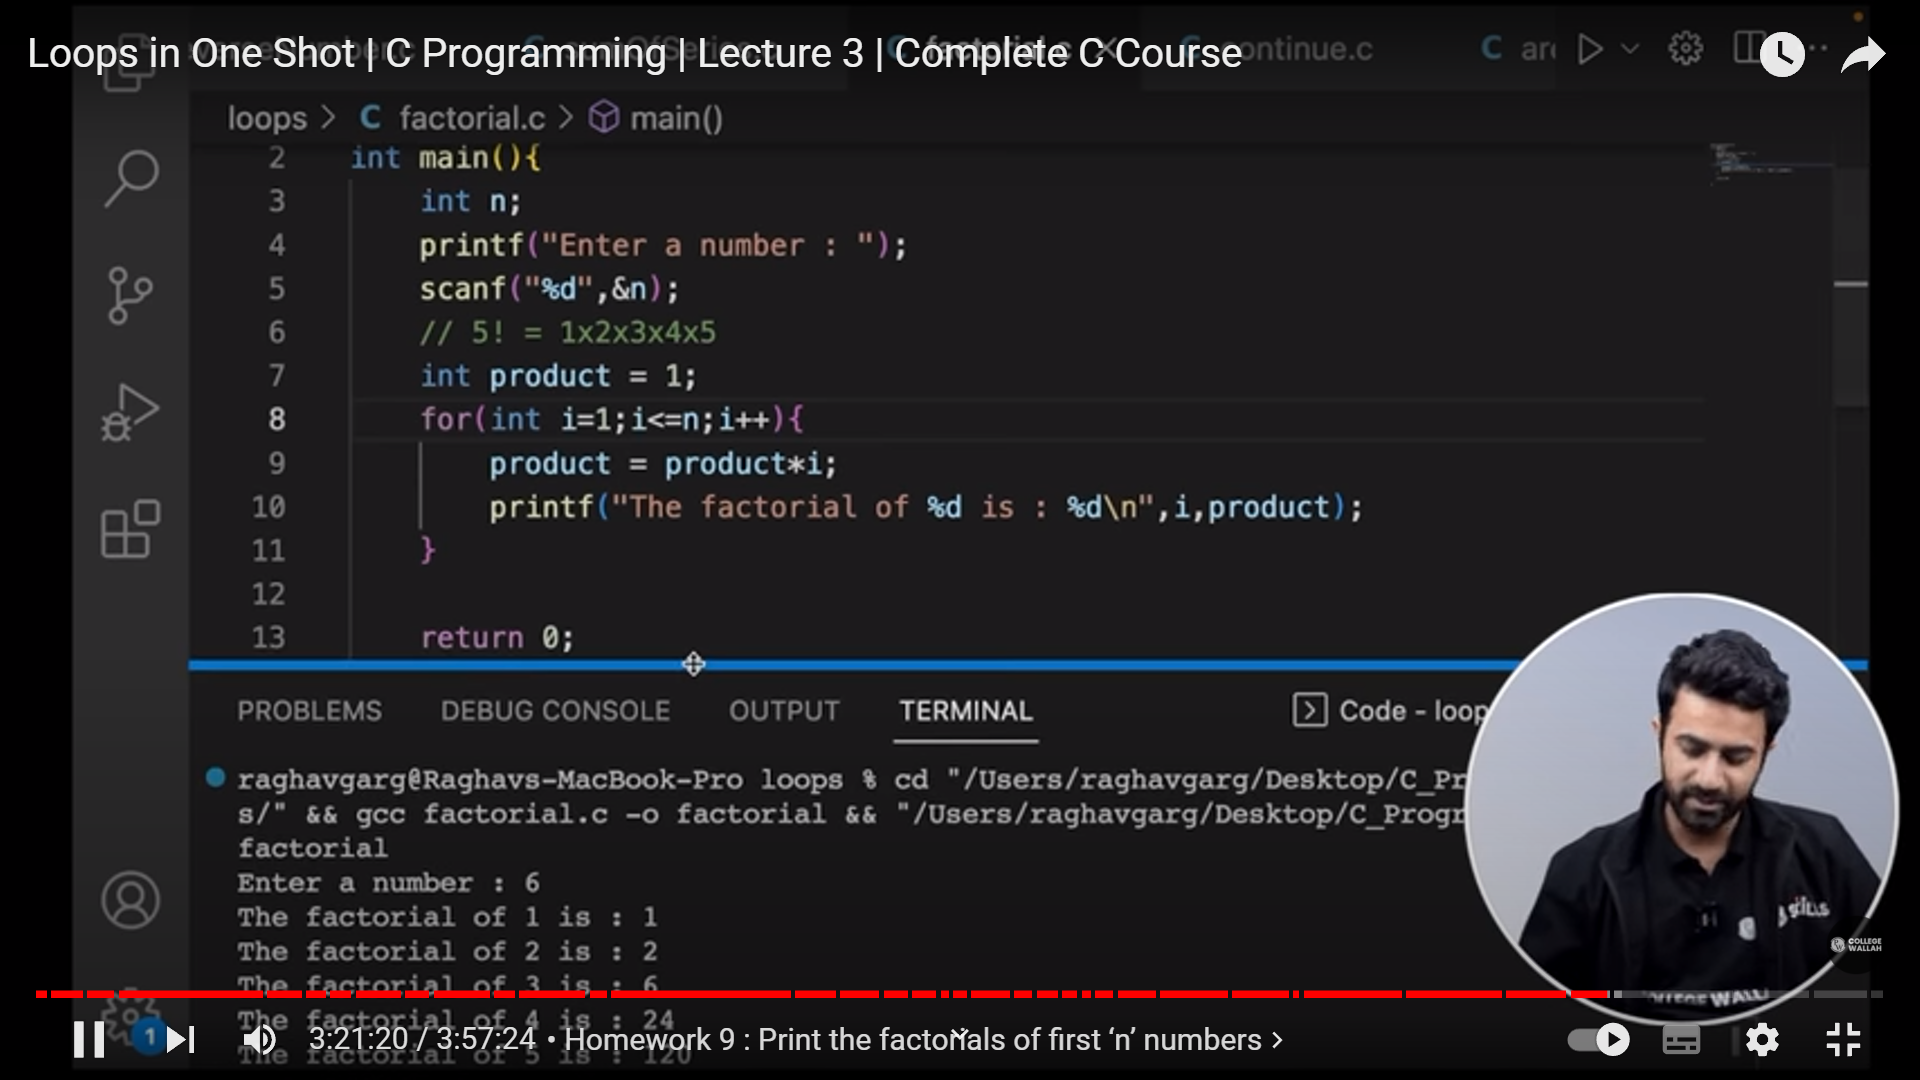 Loops in One Shot | C Programming | Lecture 3 | Complete C Course
continue.c
loops > C factorial.c > main()
2 int main(){
3 int n;
4 printf("Enter a number : ");
5 scanf("%d",&n);
6 // 5! = 1x2x3x4x5
7 int product = 1;
8 for(int i=1;i<=n;i++){
9 product = product*i;
10 printf("The factorial of %d is : %d\n",i,product);
11 }
12
13 return 0;
PROBLEMS DEBUG CONSOLE OUTPUT TERMINAL Code - loop
raghavgarg@Raghavs-MacBook-Pro loops % cd "/Users/raghavgarg/Desktop/C_Pr
s/" && gcc factorial.c -o factorial && "/Users/raghavgarg/Desktop/C_Progr
factorial
Enter a number : 6
The factorial of 1 is : 1
The factorial of 2 is : 2
The factorial of 3 is : 6
The factorial of 4 is : 24
The factorial of 5 is : 120
SKILLS
COLLEGE
WALLAH
1
3:21:20 / 3:57:24 • Homework 9 : Print the factorials of first ‘n’ numbers >